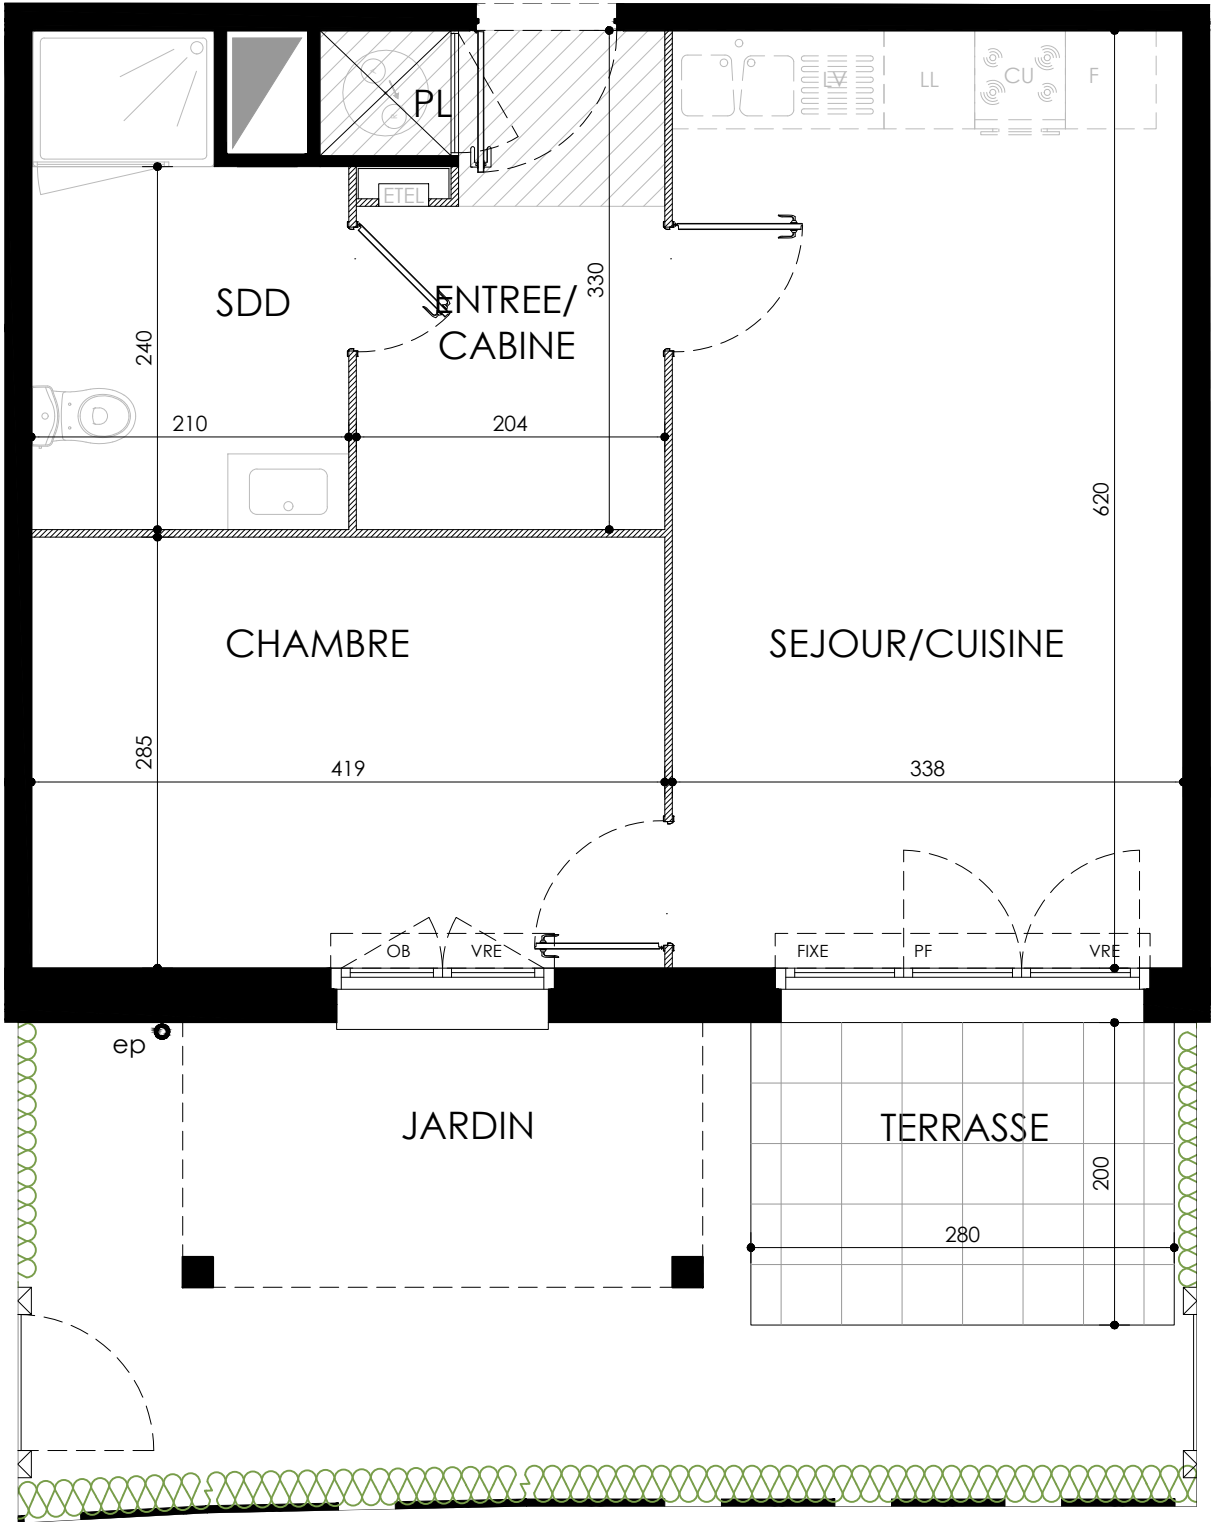 PL
LV
LL
CU
F
ETEL
SDD
ENTREE/
CABINE
330
240
210
204
620
CHAMBRE
SEJOUR/CUISINE
285
419
338
OB
VRE
FIXE
PF
VRE
ep
JARDIN
TERRASSE
200
280